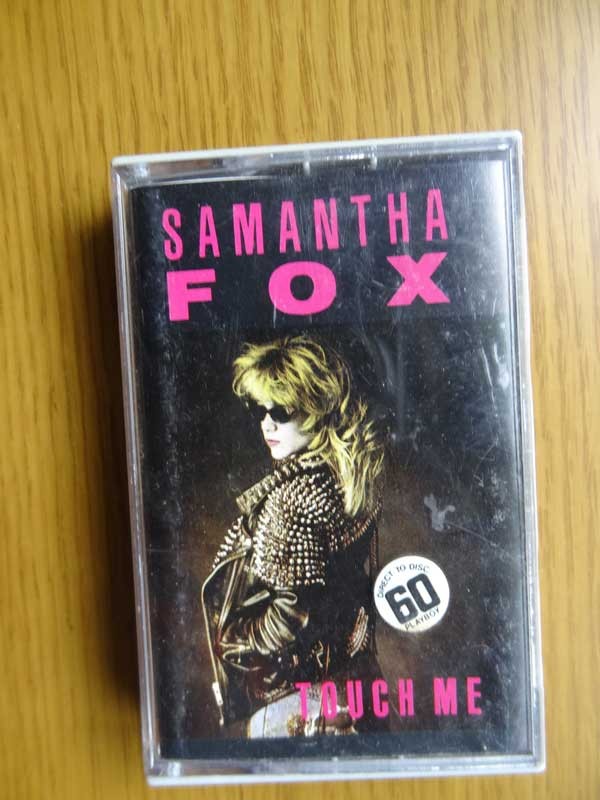 SAMANTHA
FOX
DIRECT TO DISC
60
PLAYBOY
TOUCH ME